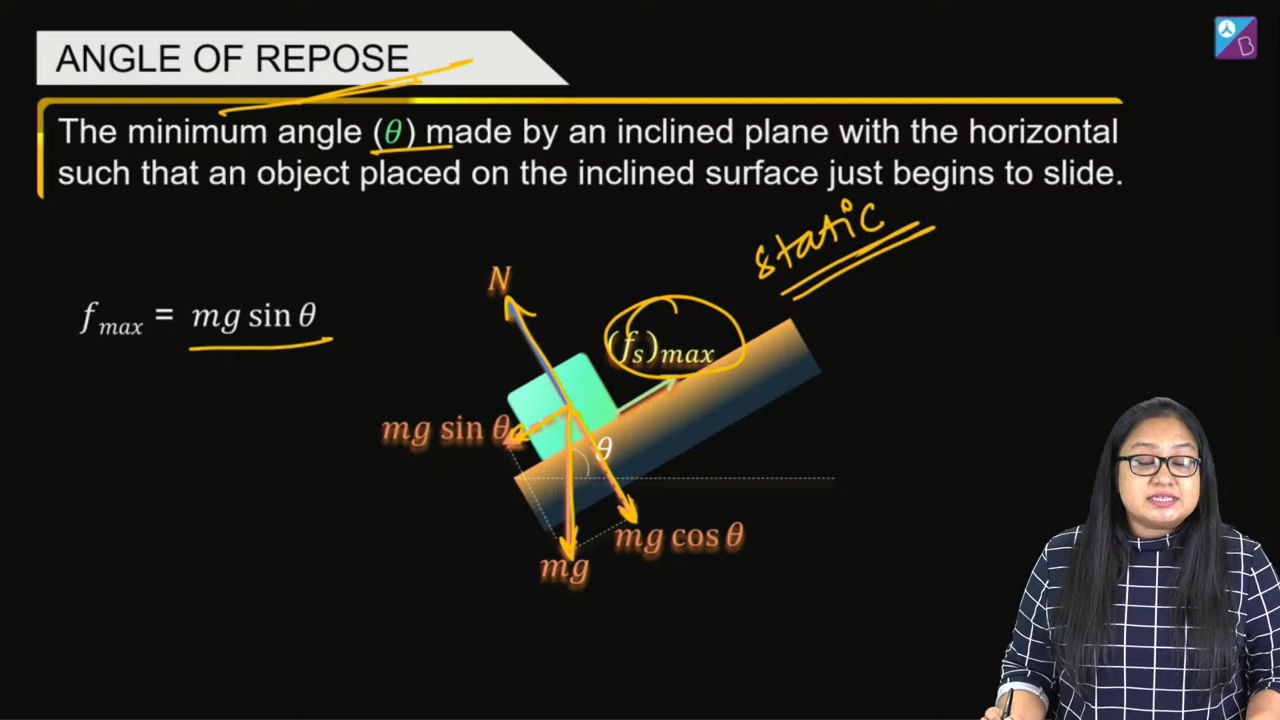 ANGLE OF REPOSE
B
The minimum angle (θ) made by an inclined plane with the horizontal
such that an object placed on the inclined surface just begins to slide.
static
N
f_max = mg sin θ
(f_s)_max
mg sin θ
θ
mg cos θ
mg